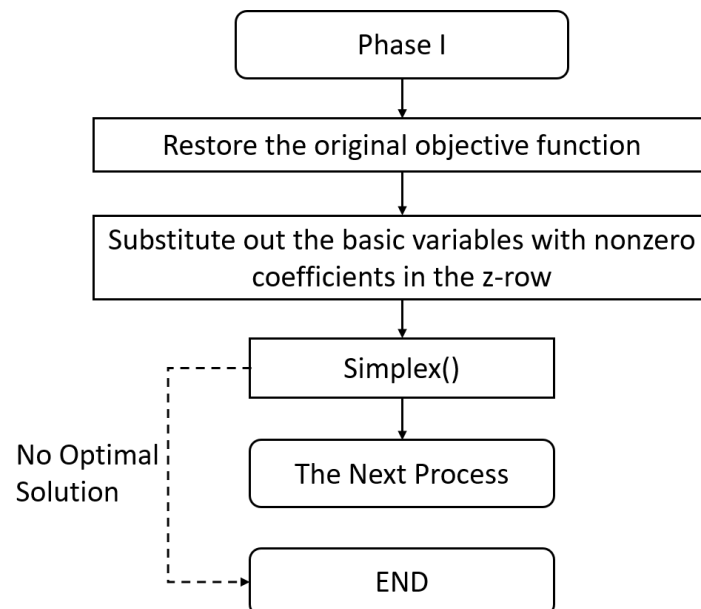 Phase I
Restore the original objective function
Substitute out the basic variables with nonzero
coefficients in the z-row
Simplex()
No Optimal
Solution
The Next Process
END